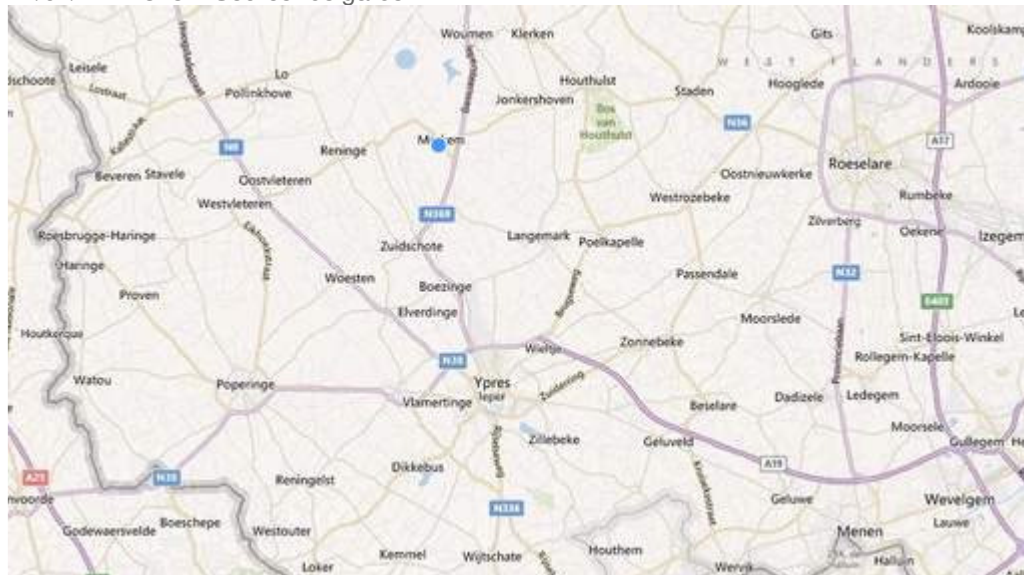 Woumen Klerken
Gits
Koolskamp
Leisele
Lo
W E S T F L A N D E R S
Lostraat
Pollinkhove
Houthulst
Jonkershoven
Staden
Hooglede
Ardooie
Bos
van
Houthulst
N36
N8
A17
Reninge
Roeselare
Beveren Stavele
Oostvleteren
Oostnieuwkerke
Westvleteren
Westrozebeke
Rumbeke
N369
Zilverberg
Oekene
Izegem
Roesbrugge-Haringe
Zuidschote
Langemark
Poelkapelle
Haringe
Woesten
Passendale
N32
Proven
Boezinge
E403
Elverdinge
Moorslede
Houtkerque
Wieltje
Zonnebeke
Sint-Eloois-Winkel
Rollegem-Kapelle
N38
Watou
Poperinge
Ypres
Ieper
Zuiderring
Vlamertinge
Beselare
Dadizele
Ledegem
Zillebeke
Geluveld
Moorsele
Gullegem
Dikkebus
A19
A25
N38
Reningelst
Geluwe
Wevelgem
N336
Godewaersvelde
Boeschepe
Westouter
Lauwe
Menen
Kemmel
Wijtschate
Houthem
Halluin
Loker
Wervik